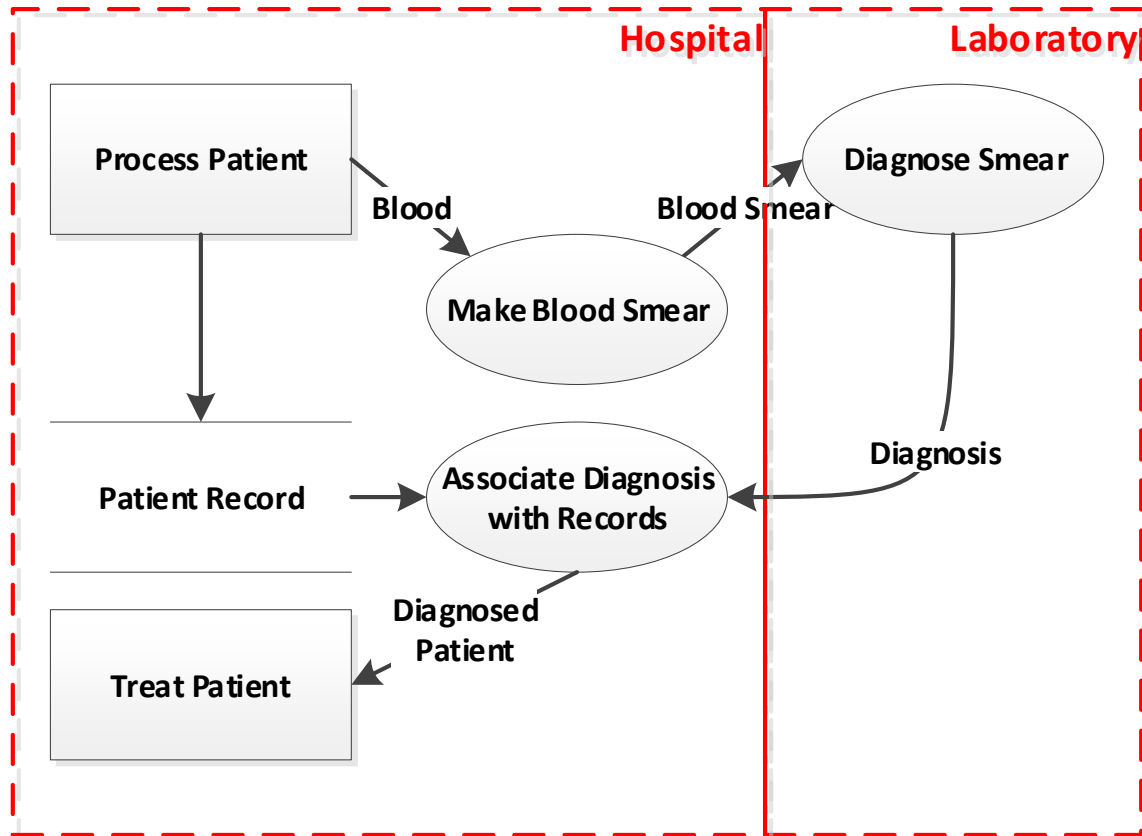 Hospital
Laboratory
Process Patient
Diagnose Smear
Blood
Blood Smear
Make Blood Smear
Diagnosis
Patient Record
Associate Diagnosis
with Records
Diagnosed
Patient
Treat Patient